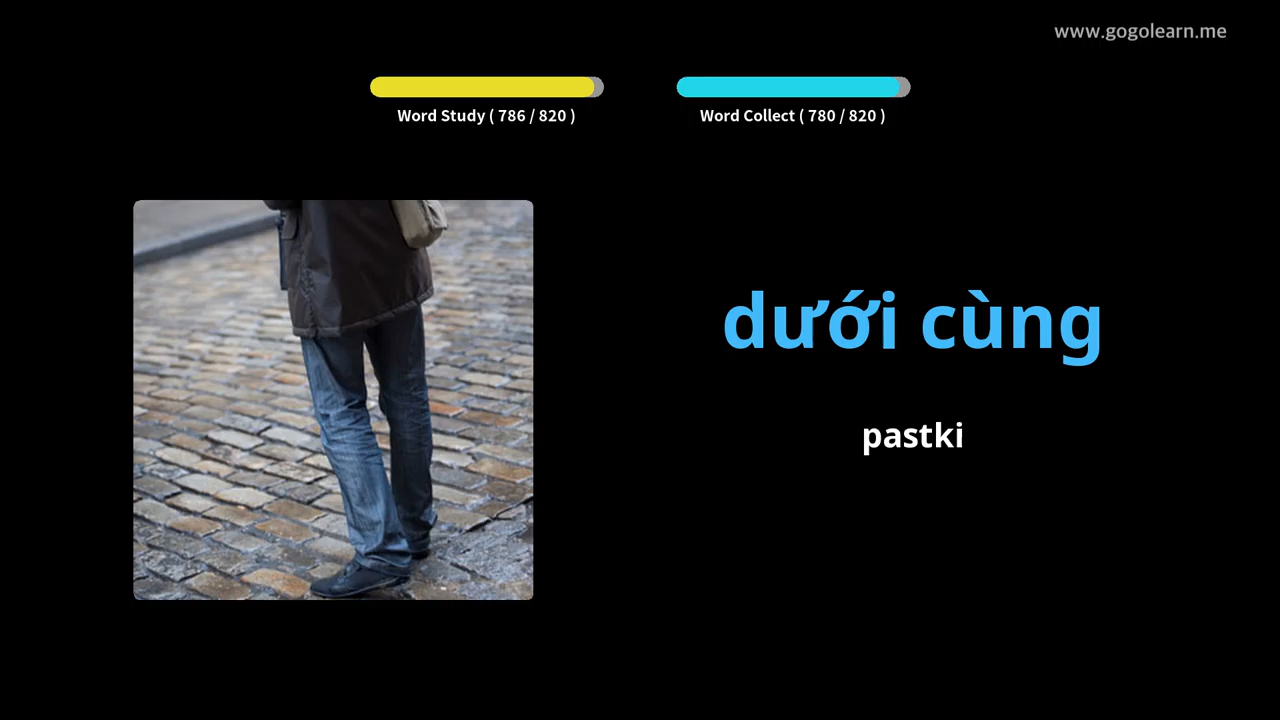 www.gogolearn.me
Word Study ( 786 / 820 )
Word Collect ( 780 / 820 )
dưới cùng
pastki